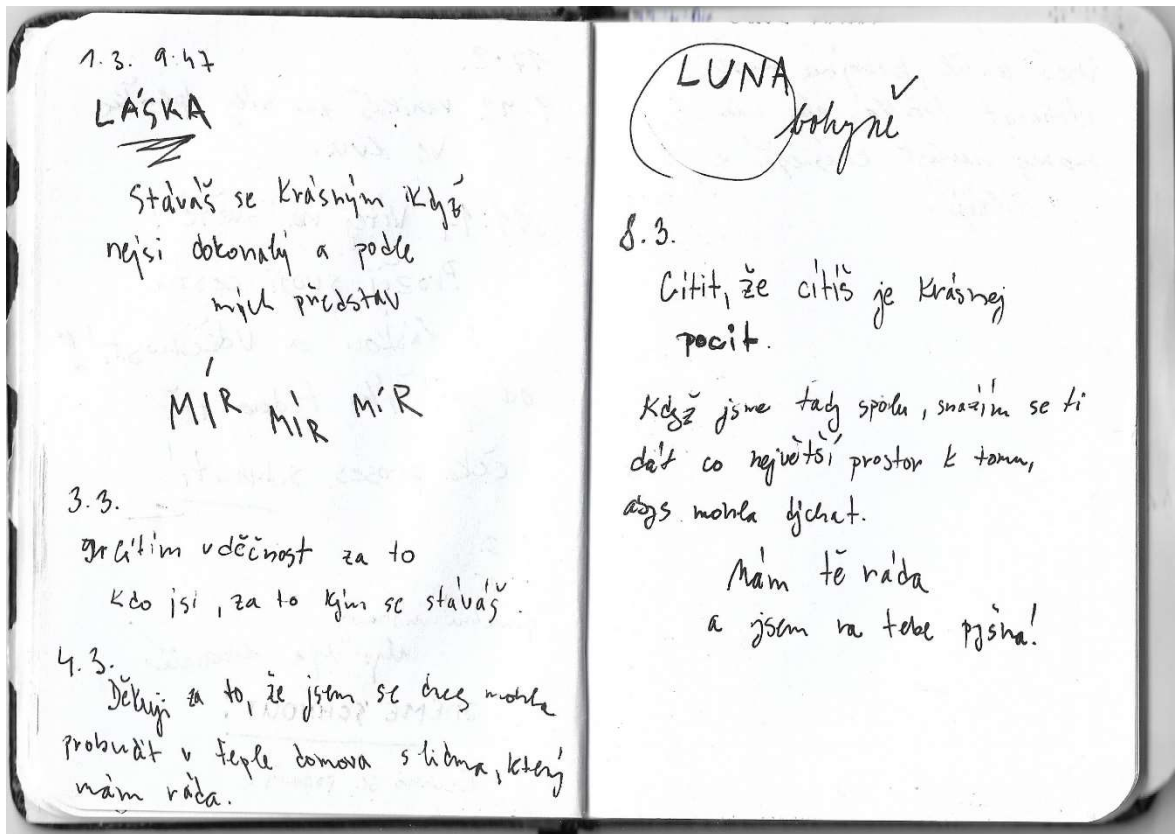 1.3. 9:47
LÁSKA
Stáváš se krásným ikdyž
nejsi dokonalý a podle
mých představ
MÍR MÍR MÍR
3.3.
cítím vděčnost za to
kdo jsi, za to kým se stáváš.
4.3.
Děkuji za to, že jsem se dnes mohla
probudit v teple domova s lidma, který
mám ráda.
LUNA
bohyně
8.3.
Cítit, že cítíš je krásnej
pocit.
Když jsme tady spolu, snažím se ti
dát co největší prostor k tomu,
abys mohla dýchat.
Mám tě ráda
a jsem na tebe pyšná!